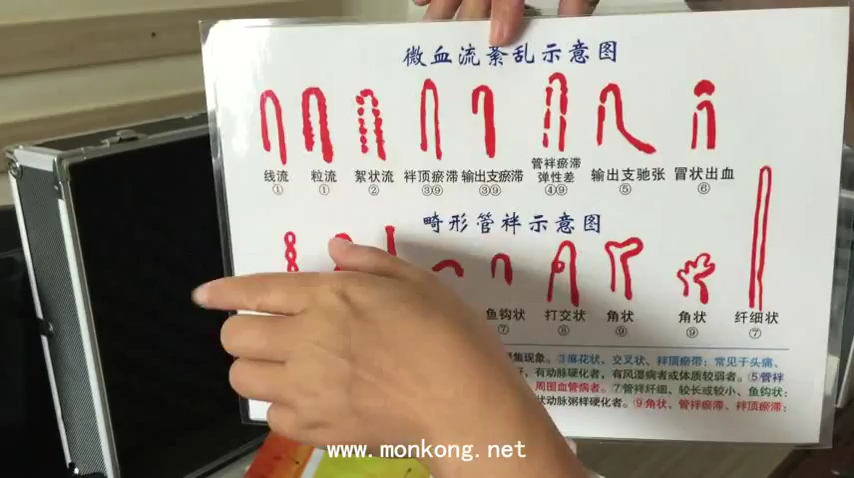 微血流紊乱示意图
线流 粒流 絮状流 袢顶瘀滞 输出支瘀滞 管袢瘀滞 弹性差 输出支驰张 冒状出血
① ① ② ③⑨ ③⑨ ④⑨ ⑤ ⑥
畸形管袢示意图
鱼钩状 打交状 角状 角状 纤细状
⑦ ⑧ ⑨ ⑨ ⑦
集现象。③麻花状、交叉状、袢顶瘀带:常见于头痛、
有动脉硬化者,有风湿病者或体质较弱者。⑤管袢
周围血管病者。⑦管袢纤细、较长或较小、鱼钩状:
状动脉粥样硬化者。⑨角状、管袢瘀滞、袢顶瘀滞:
www.monkong.net